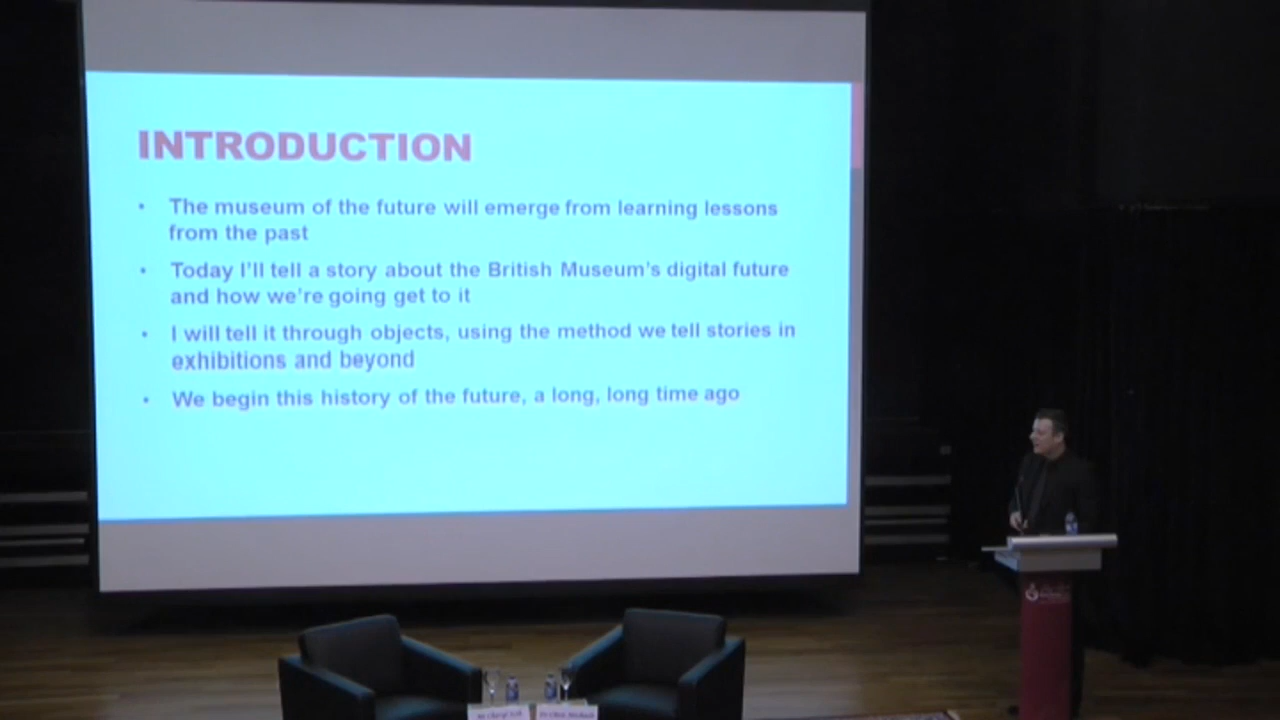 INTRODUCTION
• The museum of the future will emerge from learning lessons
from the past
• Today I'll tell a story about the British Museum's digital future
and how we're going get to it
• I will tell it through objects, using the method we tell stories in
exhibitions and beyond
• We begin this history of the future, a long, long time ago